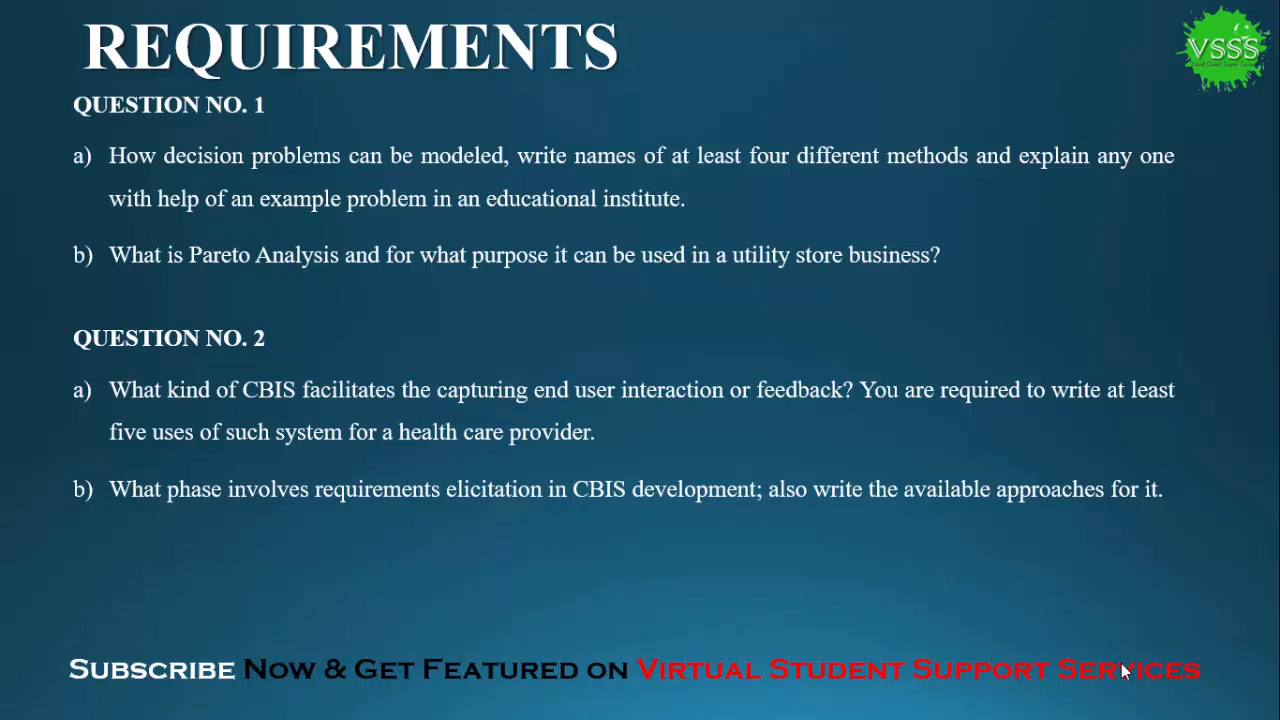 REQUIREMENTS
VSSS
QUESTION NO. 1
a) How decision problems can be modeled, write names of at least four different methods and explain any one
with help of an example problem in an educational institute.
b) What is Pareto Analysis and for what purpose it can be used in a utility store business?
QUESTION NO. 2
a) What kind of CBIS facilitates the capturing end user interaction or feedback? You are required to write at least
five uses of such system for a health care provider.
b) What phase involves requirements elicitation in CBIS development; also write the available approaches for it.
Subscribe Now & Get Featured on Virtual Student Support Services